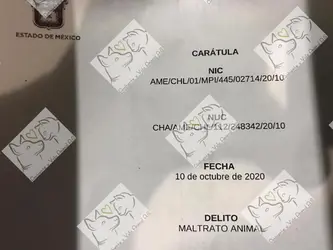 ESTADO DE MÉXICO
CARÁTULA
NIC
AME/CHL/01/MPI/445/02714/20/10
NUC
FECHA
10 de octubre de 2020
DELITO
MALTRATO ANIMAL